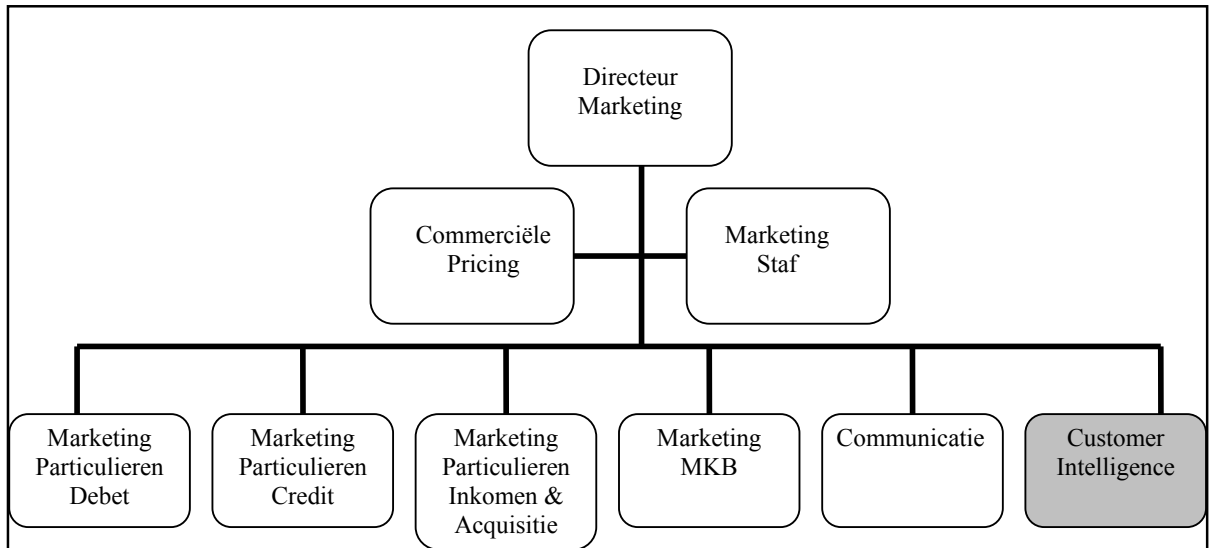 Directeur
Marketing
Commerciële
Pricing
Marketing
Staf
Marketing
Particulieren
Debet
Marketing
Particulieren
Credit
Marketing
Particulieren
Inkomen &
Acquisitie
Marketing
MKB
Communicatie
Customer
Intelligence